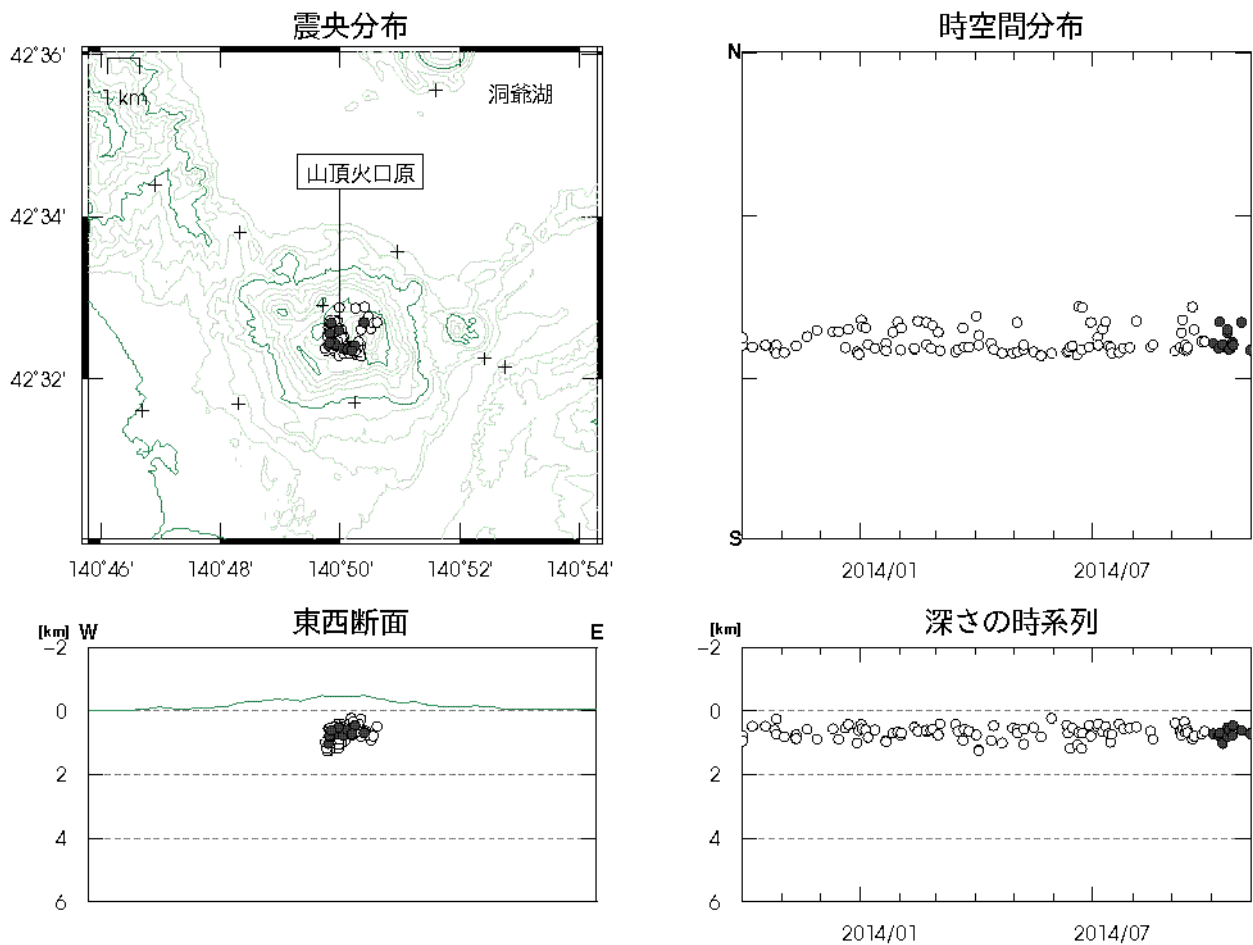 震央分布
42°36'
42°34'
42°32'
1 km
洞爺湖
山頂火口原
140°46'
140°48'
140°50'
140°52'
140°54'
時空間分布
N
S
2014/01
2014/07
東西断面
[km]
W
E
-2
0
2
4
6
深さの時系列
[km]
-2
0
2
4
6
2014/01
2014/07